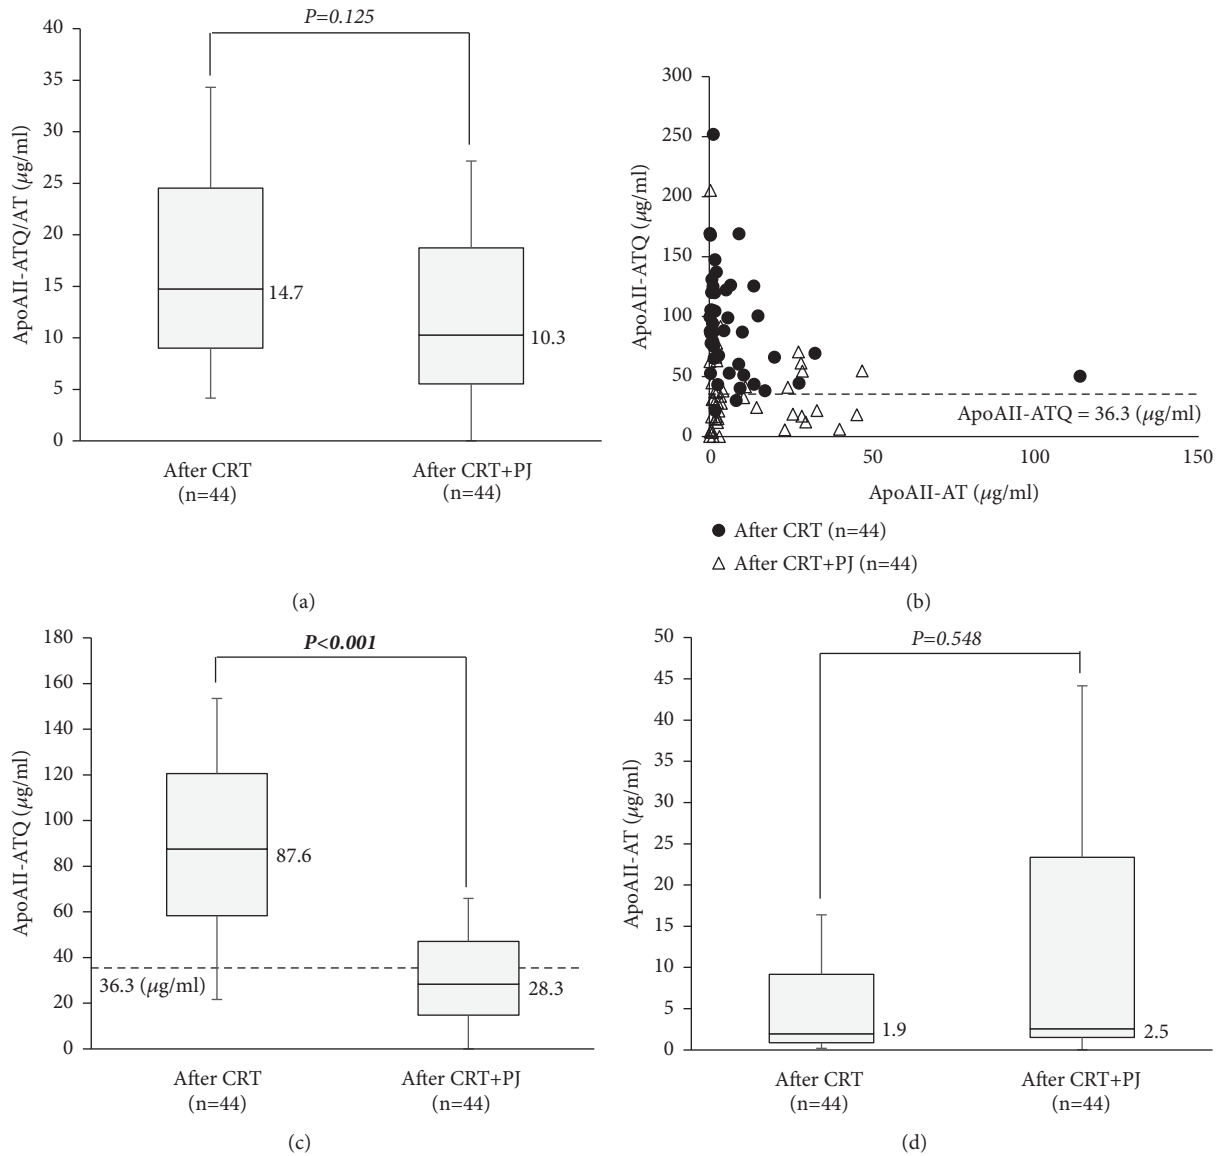 P=0.125
40
35
30
25
20
15
10
5
0
ApoAII-ATQ/AT (μg/ml)
14.7
10.3
After CRT
(n=44)
After CRT+PJ
(n=44)
(a)
300
250
200
150
100
50
0
ApoAII-ATQ (μg/ml)
ApoAII-ATQ = 36.3 (μg/ml)
0
50
100
150
ApoAII-AT (μg/ml)
After CRT (n=44)
After CRT+PJ (n=44)
(b)
P<0.001
180
160
140
120
100
80
60
40
20
0
ApoAII-ATQ (μg/ml)
87.6
28.3
36.3 (μg/ml)
After CRT
(n=44)
After CRT+PJ
(n=44)
(c)
P=0.548
50
45
40
35
30
25
20
15
10
5
0
ApoAII-AT (μg/ml)
1.9
2.5
After CRT
(n=44)
After CRT+PJ
(n=44)
(d)